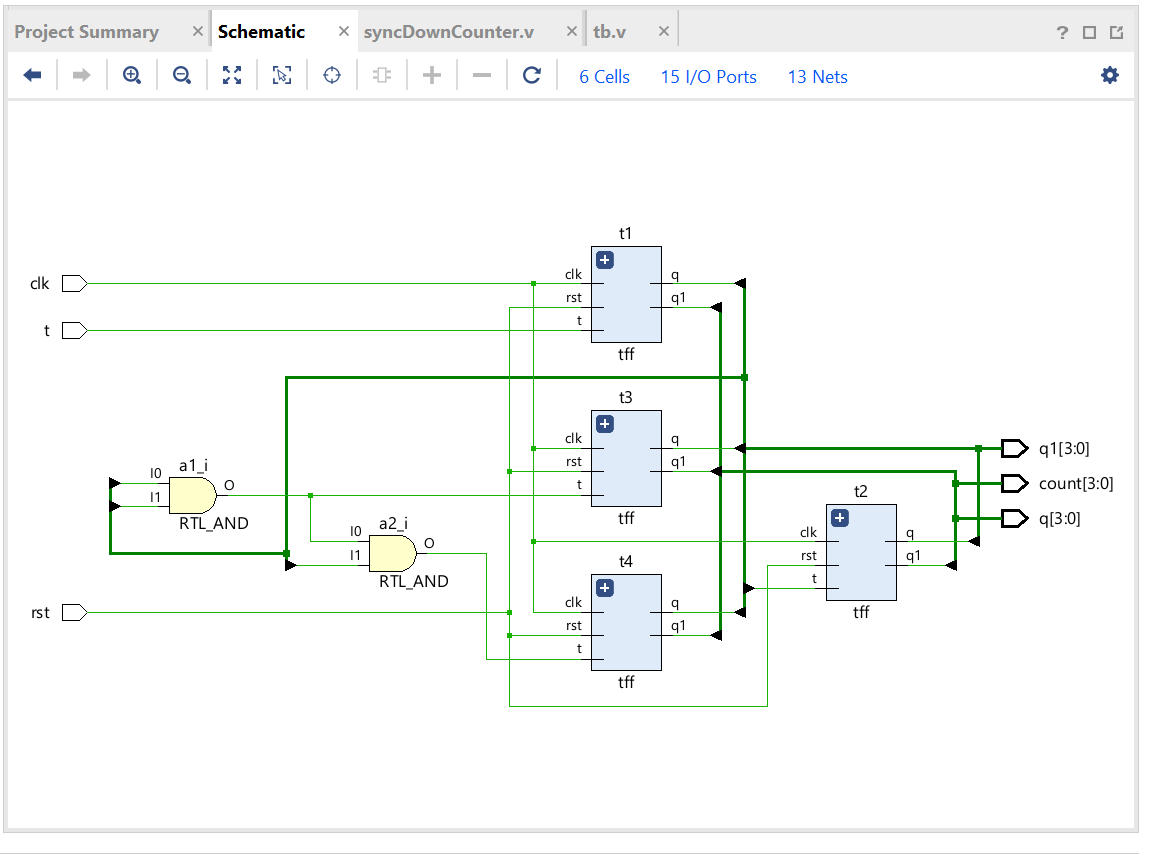 Project Summary × Schematic × syncDownCounter.v × tb.v ×
?
6 Cells 15 I/O Ports 13 Nets
t1
clk
rst
t
q
q1
tff
clk
t
t3
clk
rst
t
q
q1
tff
a1_i
I0
I1
O
RTL_AND
a2_i
I0
I1
O
RTL_AND
q1[3:0]
count[3:0]
q[3:0]
t2
clk
rst
t
q
q1
tff
t4
clk
rst
t
q
q1
tff
rst